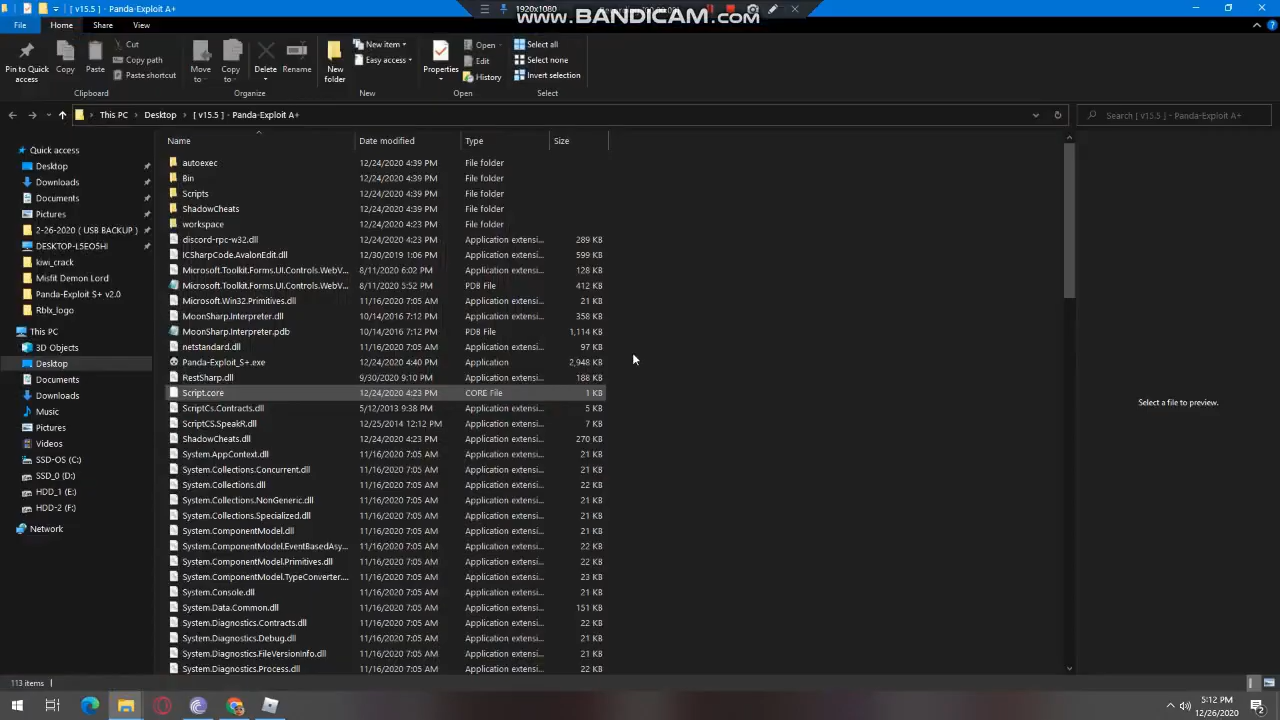 [ v15.5 ] - Panda-Exploit A+
1920x1080
www.BANDICAM.com
File Home Share View
Pin to Quick access
Copy
Paste
Cut
Copy path
Paste shortcut
Clipboard
Move to
Copy to
Delete
Rename
Organize
New folder
New item
Easy access
New
Properties
Open
Edit
History
Open
Select all
Select none
Invert selection
Select
This PC > Desktop > [ v15.5 ] - Panda-Exploit A+
Search [ v15.5 ] - Panda-Exploit A+
Quick access
Desktop
Downloads
Documents
Pictures
2-26-2020 ( USB BACKUP )
DESKTOP-L5EO5HI
kiwi_crack
Misfit Demon Lord
Panda-Exploit S+ v2.0
Rblx_logo
This PC
3D Objects
Desktop
Documents
Downloads
Music
Pictures
Videos
SSD-OS (C:)
SSD_0 (D:)
HDD_1 (E:)
HDD-2 (F:)
Network
Name Date modified Type Size
autoexec 12/24/2020 4:39 PM File folder
Bin 12/24/2020 4:39 PM File folder
Scripts 12/24/2020 4:39 PM File folder
ShadowCheats 12/24/2020 4:39 PM File folder
workspace 12/24/2020 4:23 PM File folder
discord-rpc-w32.dll 12/24/2020 4:23 PM Application extensi... 289 KB
ICSharpCode.AvalonEdit.dll 12/30/2019 1:06 PM Application extensi... 599 KB
Microsoft.Toolkit.Forms.UI.Controls.WebV... 8/11/2020 6:02 PM Application extensi... 128 KB
Microsoft.Toolkit.Forms.UI.Controls.WebV... 8/11/2020 5:52 PM PDB File 412 KB
Microsoft.Win32.Primitives.dll 11/16/2020 7:05 AM Application extensi... 21 KB
MoonSharp.Interpreter.dll 10/14/2016 7:12 PM Application extensi... 358 KB
MoonSharp.Interpreter.pdb 10/14/2016 7:12 PM PDB File 1,114 KB
netstandard.dll 11/16/2020 7:05 AM Application extensi... 97 KB
Panda-Exploit_S+.exe 12/24/2020 4:40 PM Application 2,948 KB
RestSharp.dll 9/30/2020 9:10 PM Application extensi... 188 KB
Script.core 12/24/2020 4:23 PM CORE File 1 KB
ScriptCs.Contracts.dll 5/12/2013 9:38 PM Application extensi... 5 KB
ScriptCS.SpeakR.dll 12/25/2014 12:12 PM Application extensi... 7 KB
ShadowCheats.dll 12/24/2020 4:23 PM Application extensi... 270 KB
System.AppContext.dll 11/16/2020 7:05 AM Application extensi... 21 KB
System.Collections.Concurrent.dll 11/16/2020 7:05 AM Application extensi... 21 KB
System.Collections.dll 11/16/2020 7:05 AM Application extensi... 22 KB
System.Collections.NonGeneric.dll 11/16/2020 7:05 AM Application extensi... 21 KB
System.Collections.Specialized.dll 11/16/2020 7:05 AM Application extensi... 21 KB
System.ComponentModel.dll 11/16/2020 7:05 AM Application extensi... 21 KB
System.ComponentModel.EventBasedAsy... 11/16/2020 7:05 AM Application extensi... 22 KB
System.ComponentModel.Primitives.dll 11/16/2020 7:05 AM Application extensi... 22 KB
System.ComponentModel.TypeConverter.... 11/16/2020 7:05 AM Application extensi... 23 KB
System.Console.dll 11/16/2020 7:05 AM Application extensi... 21 KB
System.Data.Common.dll 11/16/2020 7:05 AM Application extensi... 151 KB
System.Diagnostics.Contracts.dll 11/16/2020 7:05 AM Application extensi... 22 KB
System.Diagnostics.Debug.dll 11/16/2020 7:05 AM Application extensi... 21 KB
System.Diagnostics.FileVersionInfo.dll 11/16/2020 7:05 AM Application extensi... 21 KB
System.Diagnostics.Process.dll 11/16/2020 7:05 AM Application extensi... 22 KB
Select a file to preview.
113 items
5:12 PM
12/26/2020
2